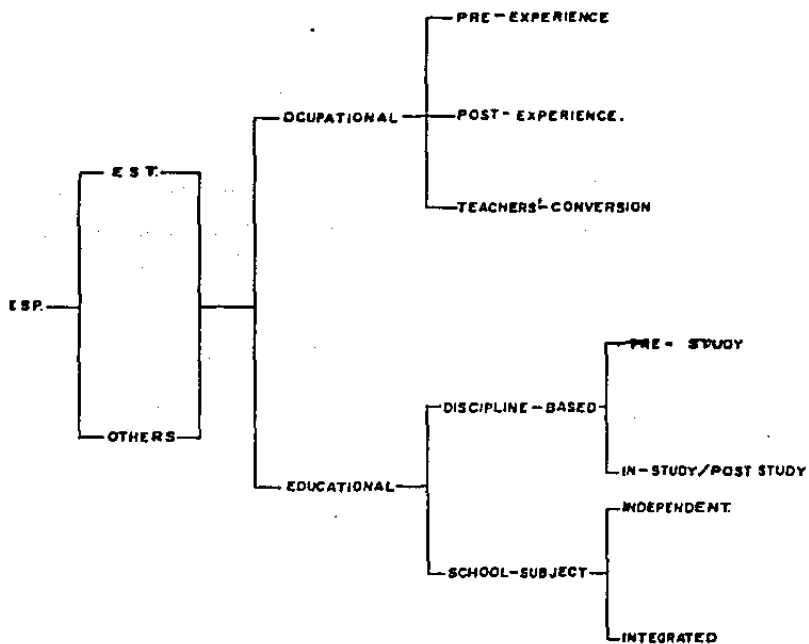 PRE-EXPERIENCE
OCUPATIONAL
POST-EXPERIENCE.
EST.
TEACHERS'-CONVERSION
ESP.
PRE- STUDY
DISCIPLINE-BASED
OTHERS
IN-STUDY/POST STUDY
EDUCATIONAL
INDEPENDENT.
SCHOOL-SUBJECT
INTEGRATED